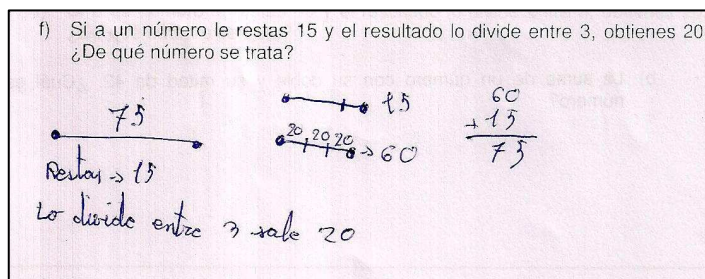 f) Si a un número le restas 15 y el resultado lo divide entre 3, obtienes 20
¿De qué número se trata?
75
Restas -> 15
Lo divide entre 3 sale 20
15
20 20 20 -> 60
60
+ 15
75